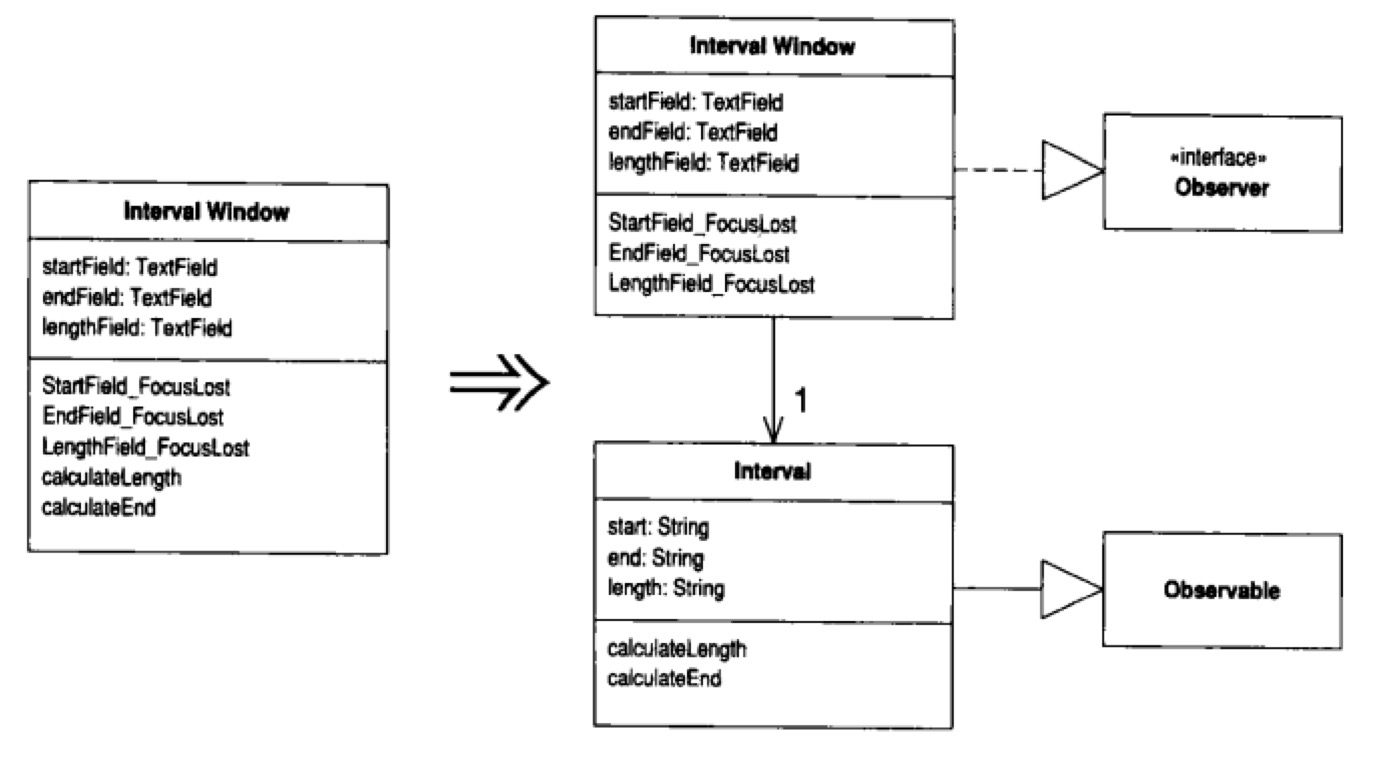 Interval Window
startField: TextField
endField: TextField
lengthField: TextField
StartField_FocusLost
EndField_FocusLost
LengthField_FocusLost
calculateLength
calculateEnd
Interval Window
startField: TextField
endField: TextField
lengthField: TextField
StartField_FocusLost
EndField_FocusLost
LengthField_FocusLost
«interface»
Observer
1
Interval
start: String
end: String
length: String
calculateLength
calculateEnd
Observable